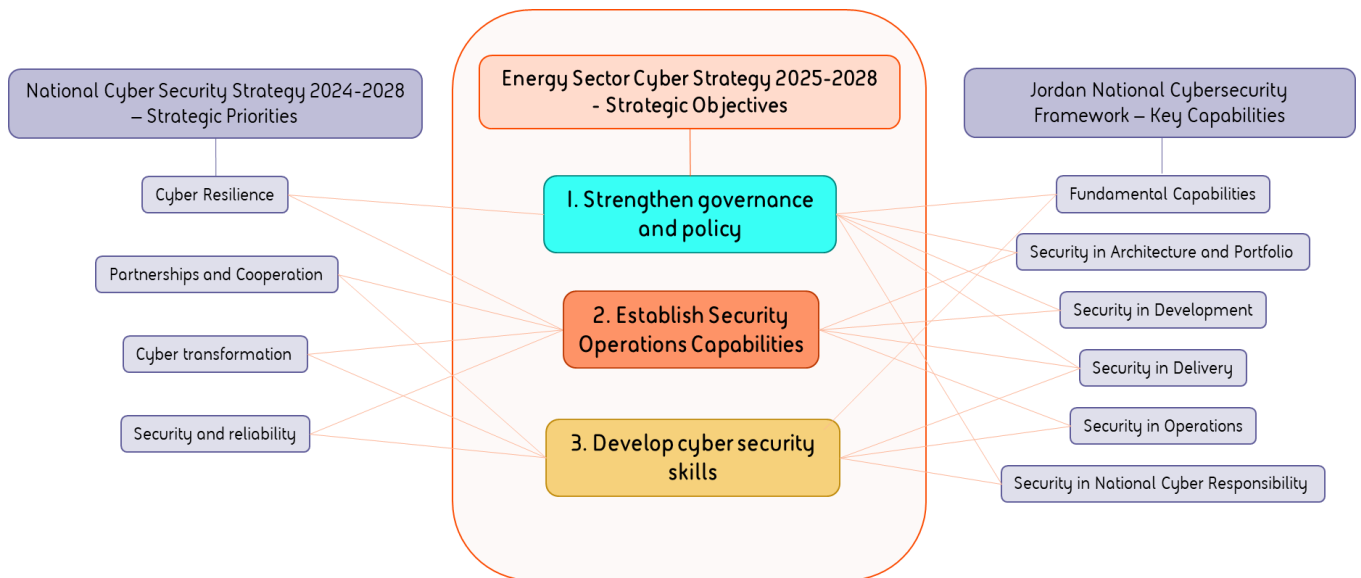 National Cyber Security Strategy 2024-2028
– Strategic Priorities
Cyber Resilience
Partnerships and Cooperation
Cyber transformation
Security and reliability
Energy Sector Cyber Strategy 2025-2028
- Strategic Objectives
1. Strengthen governance
and policy
2. Establish Security
Operations Capabilities
3. Develop cyber security
skills
Jordan National Cybersecurity
Framework – Key Capabilities
Fundamental Capabilities
Security in Architecture and Portfolio
Security in Development
Security in Delivery
Security in Operations
Security in National Cyber Responsibility